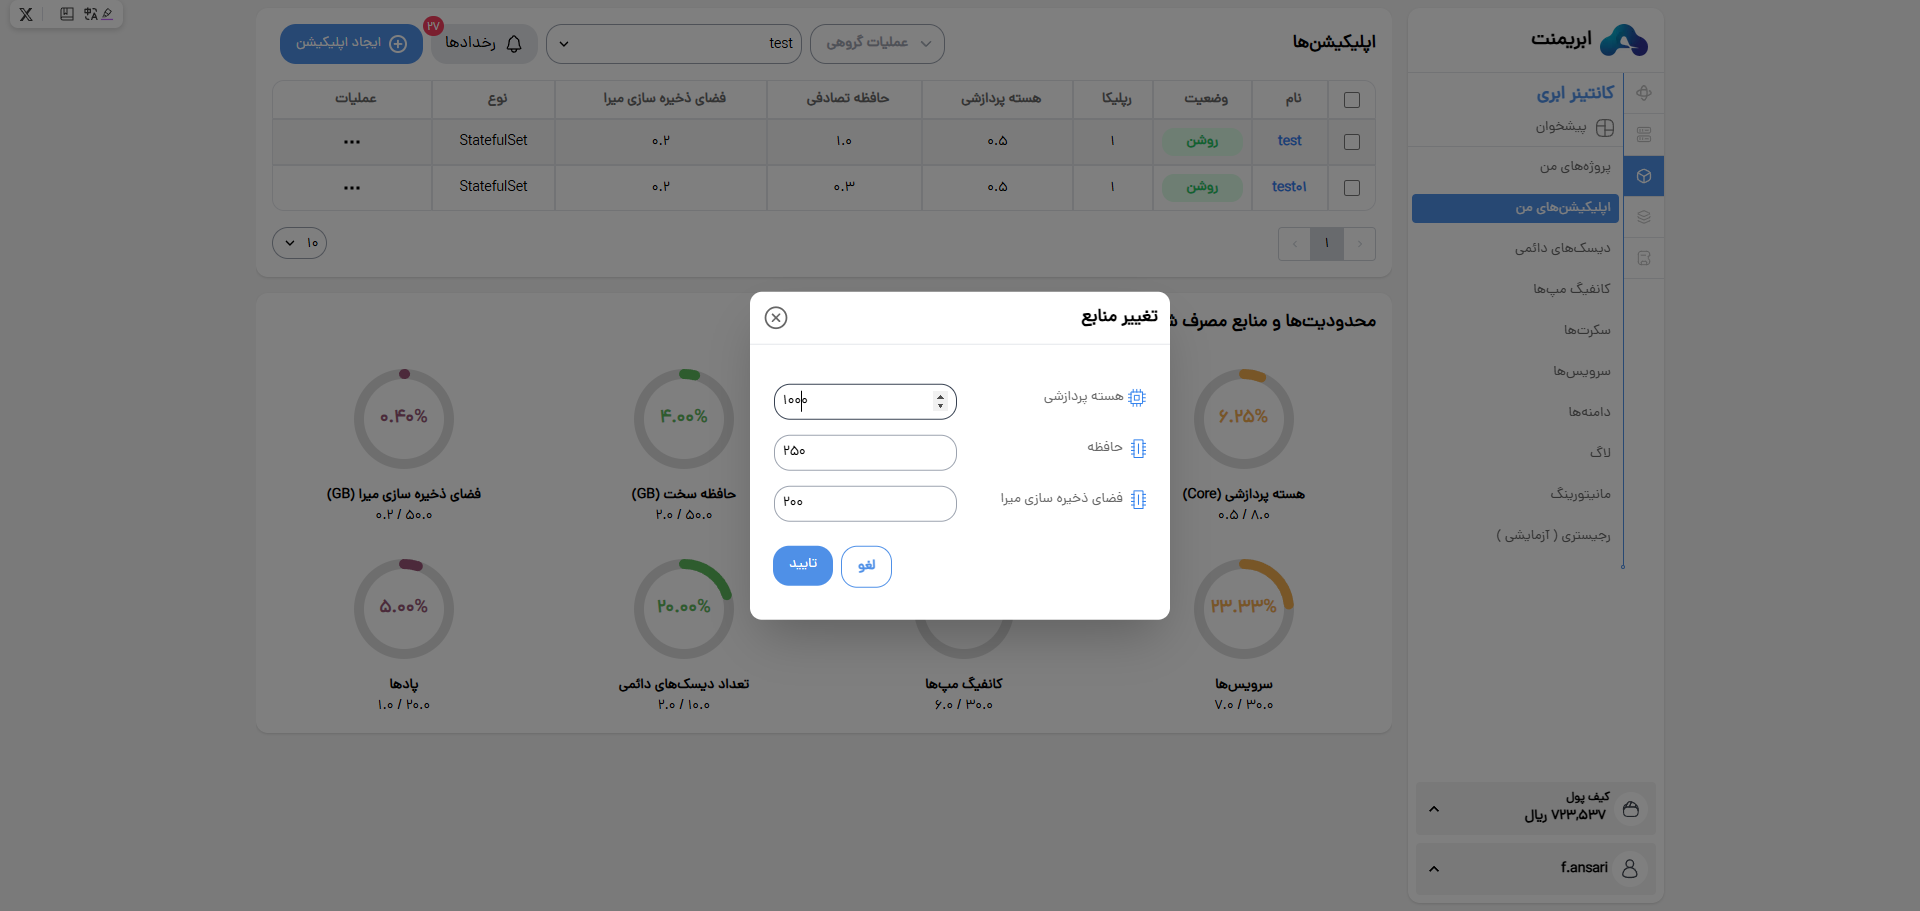 ابریمنت
کانتینر ابری
پیشخوان
پروژه‌های من
اپلیکیشن‌های من
دیسک‌های دائمی
کانفیگ مپ‌ها
سکرت‌ها
سرویس‌ها
دامنه‌ها
لاگ
مانیتورینگ
رجیستری ( آزمایشی )
کیف پول
۷۲۳,۵۳۷ ریال
f.ansari
اپلیکیشن‌ها
عملیات گروهی
test
رخدادها
۲۷
ایجاد اپلیکیشن
نام وضعیت رپلیکا هسته پردازشی حافظه تصادفی فضای ذخیره سازی میرا نوع عملیات
test روشن ۱ ۰.۵ ۱.۰ ۰.۲ StatefulSet
test۰۱ روشن ۱ ۰.۵ ۰.۳ ۰.۲ StatefulSet
۱
۱۰
محدودیت‌ها و منابع مصرف
تغییر منابع
هسته پردازشی
۱۰۰۰
حافظه
۲۵۰
فضای ذخیره سازی میرا
۲۰۰
لغو
تایید
۶.۲۵%
هسته پردازشی (Core)
۰.۵ / ۸.۰
۴.۰۰%
حافظه سخت (GB)
۲.۰ / ۵۰.۰
۰.۴۰%
فضای ذخیره سازی میرا (GB)
۰.۲ / ۵۰.۰
۲۳.۳۳%
سرویس‌ها
۷.۰ / ۳۰.۰
کانفیگ مپ‌ها
۶.۰ / ۳۰.۰
۲۰.۰۰%
تعداد دیسک‌های دائمی
۲.۰ / ۱۰.۰
۵.۰۰%
پادها
۱.۰ / ۲۰.۰